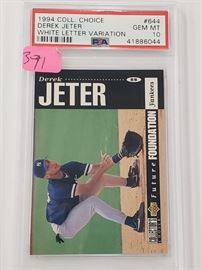 1994 COLL. CHOICE #644
DEREK JETER GEM MT
WHITE LETTER VARIATION 10
PSA 41886044
391
Derek
JETER
SS
Future FOUNDATION Yankees